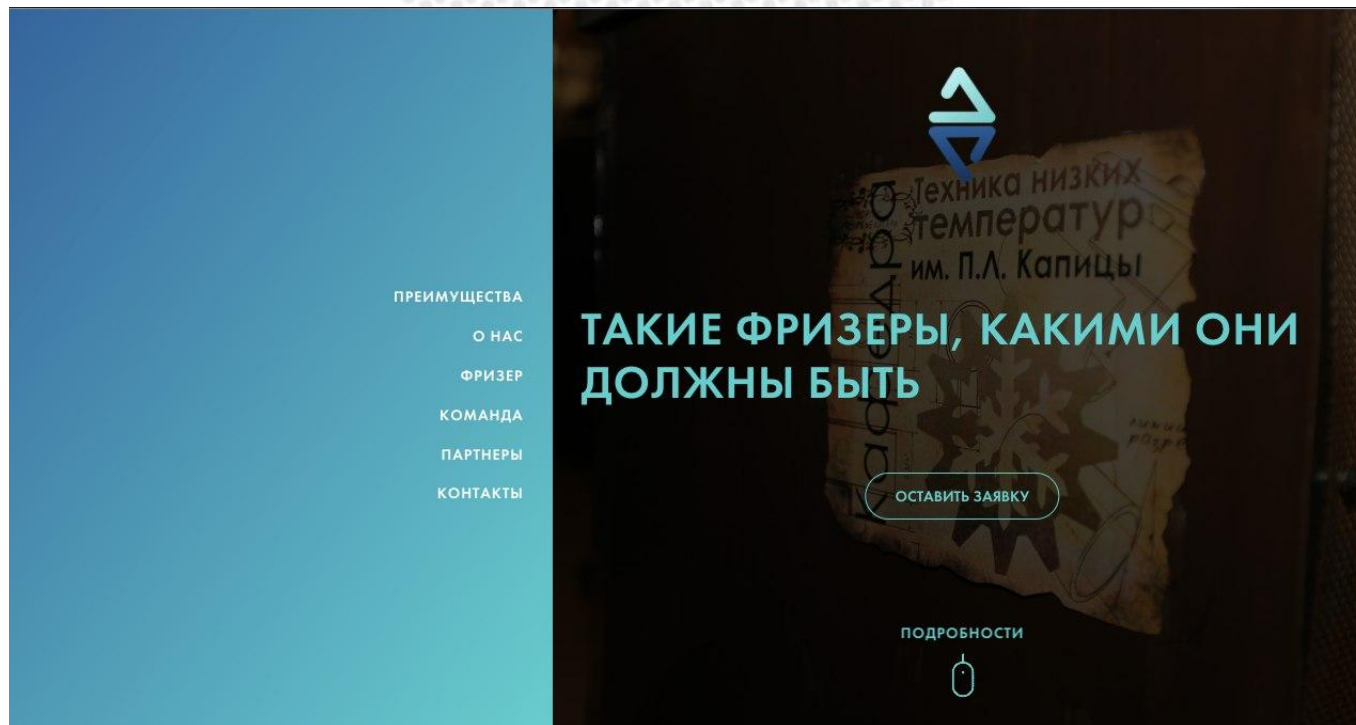 ПРЕИМУЩЕСТВА
О НАС
ФРИЗЕР
КОМАНДА
ПАРТНЕРЫ
КОНТАКТЫ
Кафедра
Техника низких
температур
им. П.Л. Капицы
ТАКИЕ ФРИЗЕРЫ, КАКИМИ ОНИ
ДОЛЖНЫ БЫТЬ
ОСТАВИТЬ ЗАЯВКУ
ПОДРОБНОСТИ